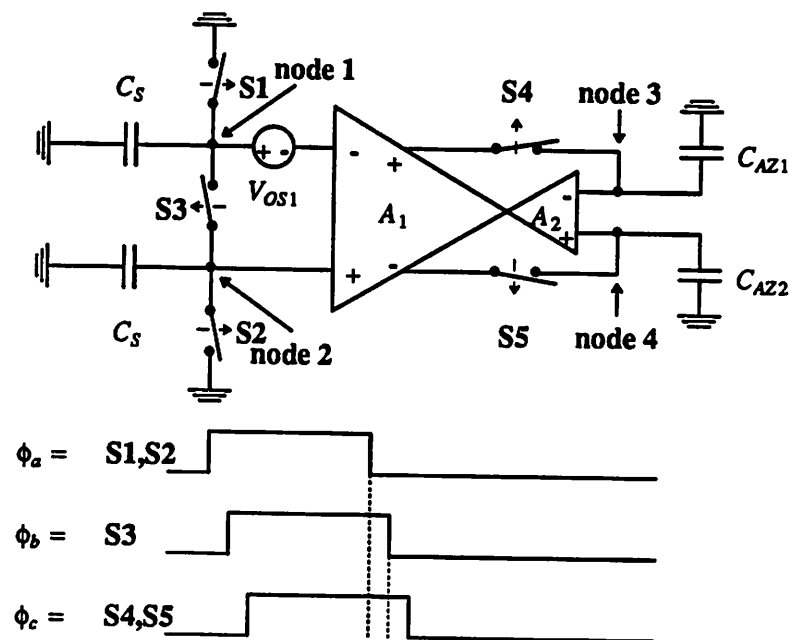 node 1
C_S
S1
S4
node 3
+ -
-
+
-
C_AZ1
S3
V_OS1
A_1
A_2
+
+
-
C_AZ2
C_S
S2
node 2
S5
node 4
ϕ_a = S1,S2
ϕ_b = S3
ϕ_c = S4,S5